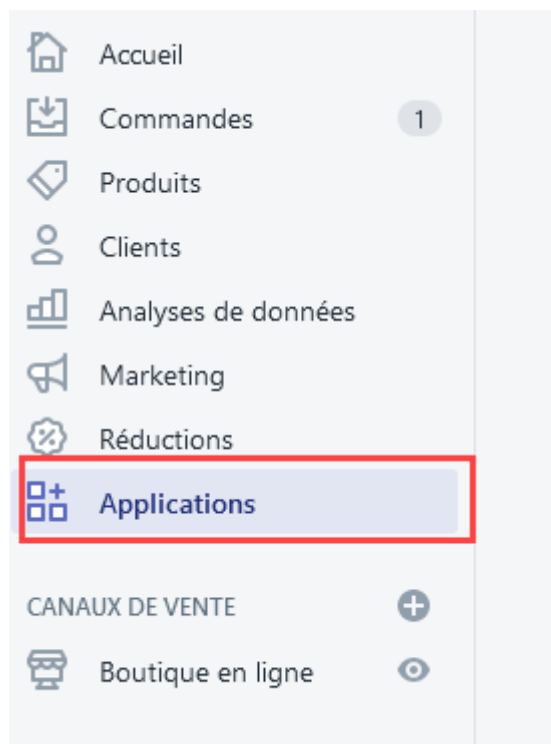 Accueil
Commandes 1
Produits
Clients
Analyses de données
Marketing
Réductions
Applications
CANAUX DE VENTE
Boutique en ligne